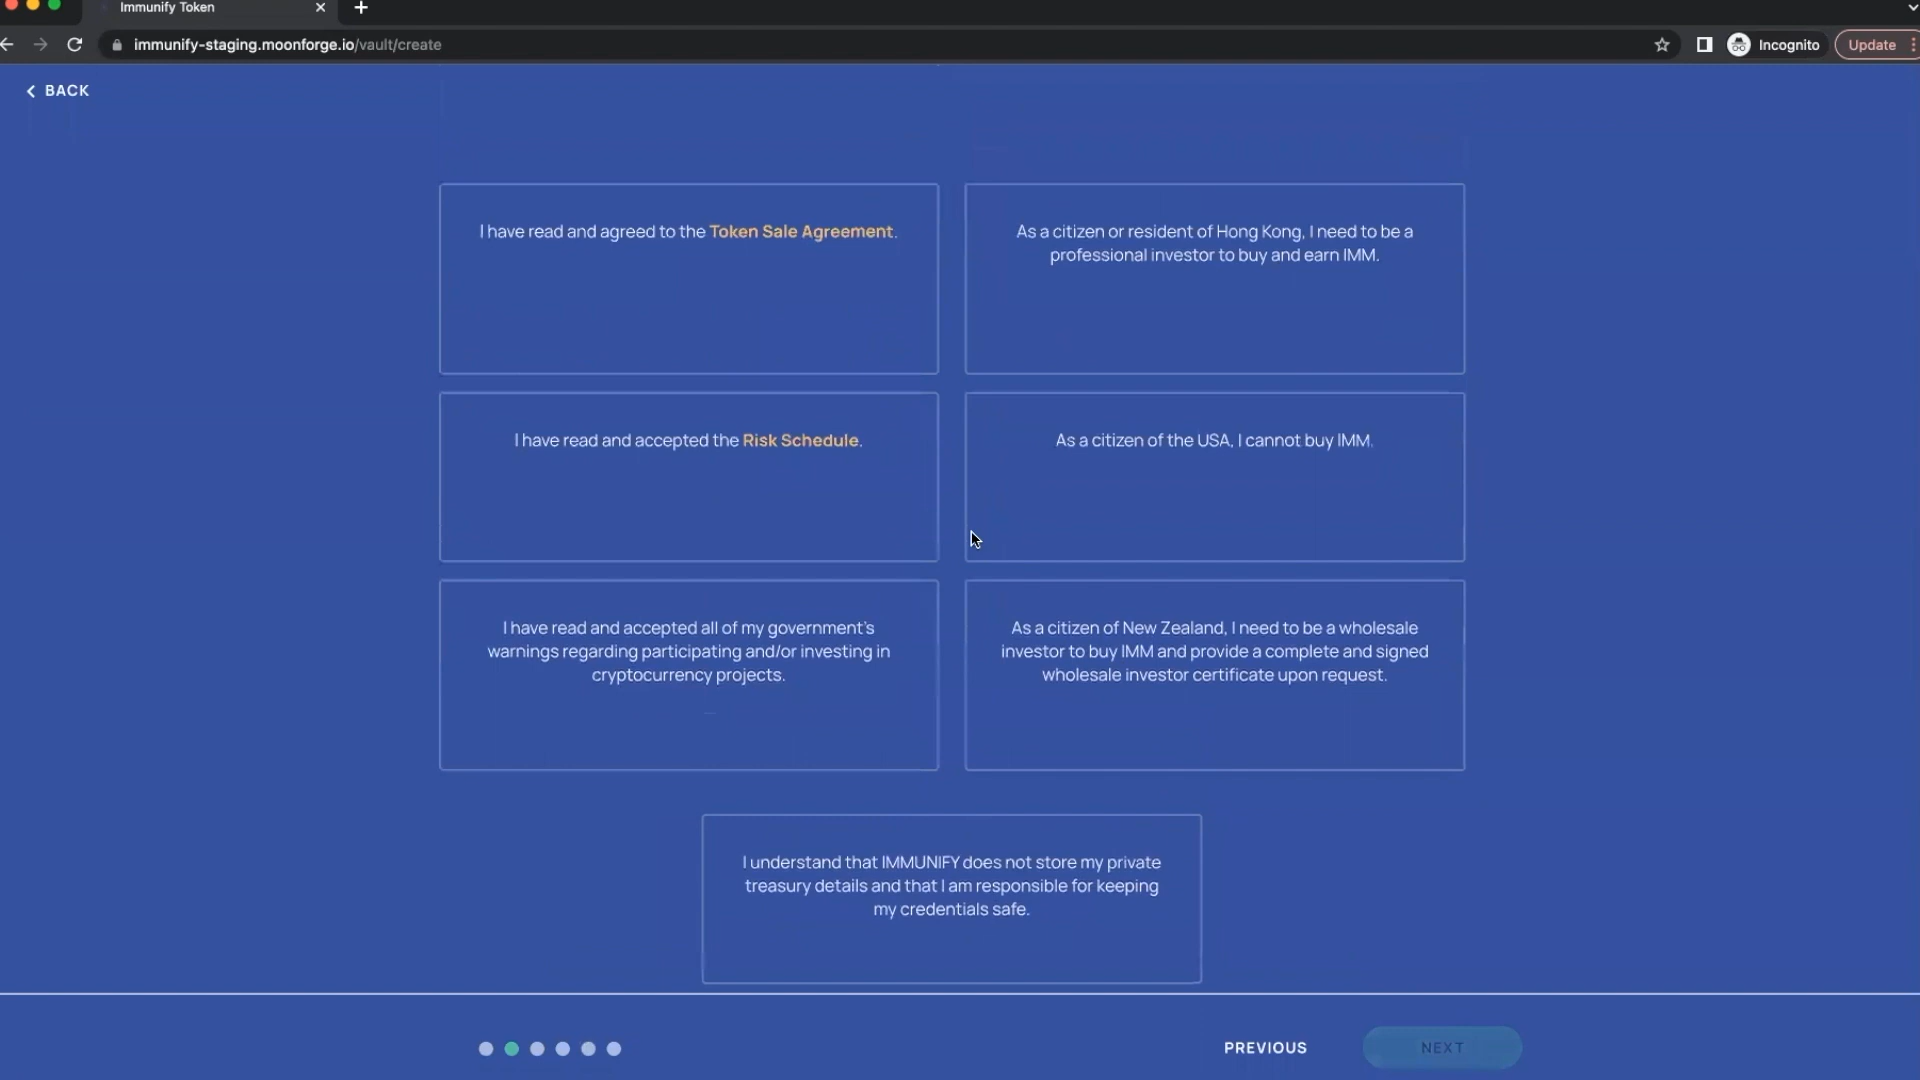 Immunify Token
immunify-staging.moonforge.io/vault/create
Incognito
Update
BACK
I have read and agreed to the Token Sale Agreement.
As a citizen or resident of Hong Kong, I need to be a
professional investor to buy and earn IMM.
I have read and accepted the Risk Schedule.
As a citizen of the USA, I cannot buy IMM.
I have read and accepted all of my government's
warnings regarding participating and/or investing in
cryptocurrency projects.
As a citizen of New Zealand, I need to be a wholesale
investor to buy IMM and provide a complete and signed
wholesale investor certificate upon request.
I understand that IMMUNIFY does not store my private
treasury details and that I am responsible for keeping
my credentials safe.
PREVIOUS
NEXT